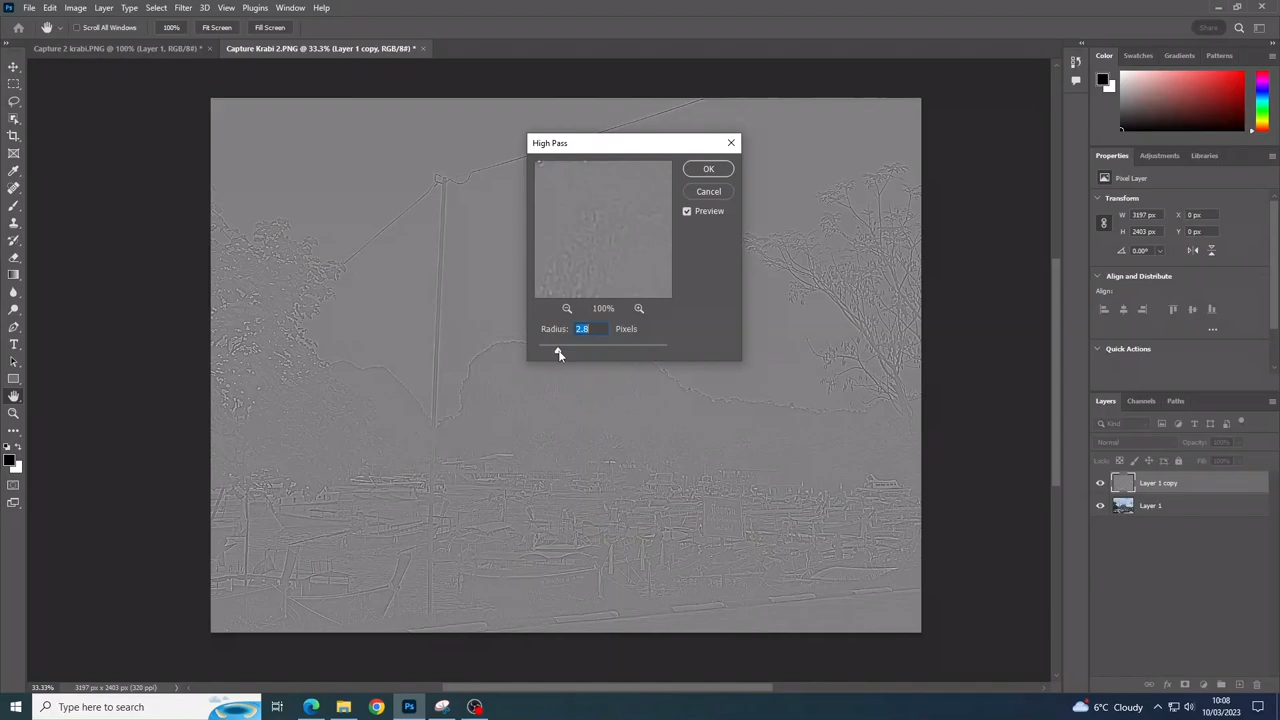 Ps File Edit Image Layer Type Select Filter 3D View Plugins Window Help
Scroll All Windows 100% Fit Screen Fill Screen Share
Capture 2 krabi.PNG @ 100% (Layer 1, RGB/8#) * × Capture Krabi 2.PNG @ 33.3% (Layer 1 copy, RGB/8#) * ×
Color Swatches Gradients Patterns
High Pass
OK
Cancel
Preview
100%
Radius: 2.8 Pixels
Properties Adjustments Libraries
Pixel Layer
Transform
W 3197 px X 0 px
H 2403 px Y 0 px
0.00°
Align and Distribute
Align:
Quick Actions
Layers Channels Paths
Kind
Normal Opacity: 100%
Lock: Fill: 100%
Layer 1 copy
Layer 1
33.33% 3197 px x 2403 px (320 ppi)
Type here to search
6°C Cloudy
10:08
10/03/2023